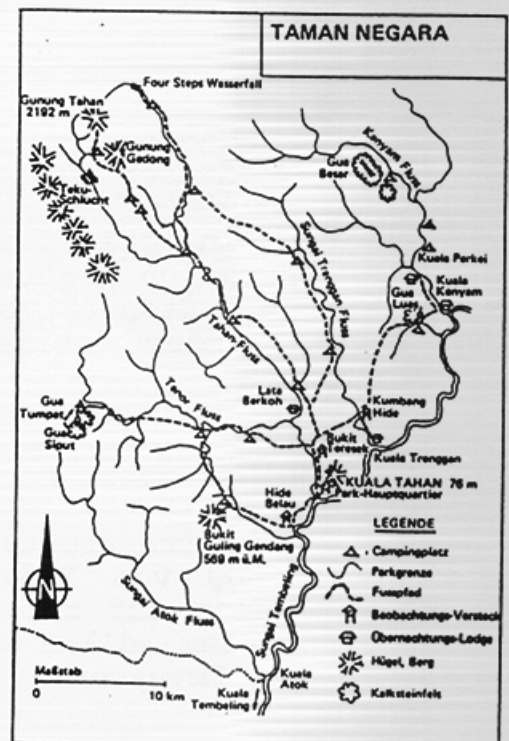 TAMAN NEGARA
Four Steps Wasserfall
Gunung Tahan
2192 m
Gunung
Gedong
Teku-
Schlucht
Kenyam Fluss
Gua
Besar
Sungai Trenggan Fluss
Kuala Perkai
Kuala
Kenyam
Gua
Luas
Tahan Fluss
Tanor Fluss
Lata
Berkoh
Kumbang
Hide
Gua
Tumpat
Gua
Siput
Bukit
Teresek
Kuala Trenggan
KUALA TAHAN 76 m
Park-Hauptquartier
Hide
Belau
Bukit
Guling Gendang
569 m ü.M.
Sungai Atok Fluss
Sungai Tembeling
N
LEGENDE
Campingplatz
Parkgrenze
Fusspfad
Beobachtungs-Versteck
Übernachtungs-Lodge
Hügel, Berg
Kalksteinfels
Maßstab
0 10 km
Kuala
Atok
Kuala
Tembeling